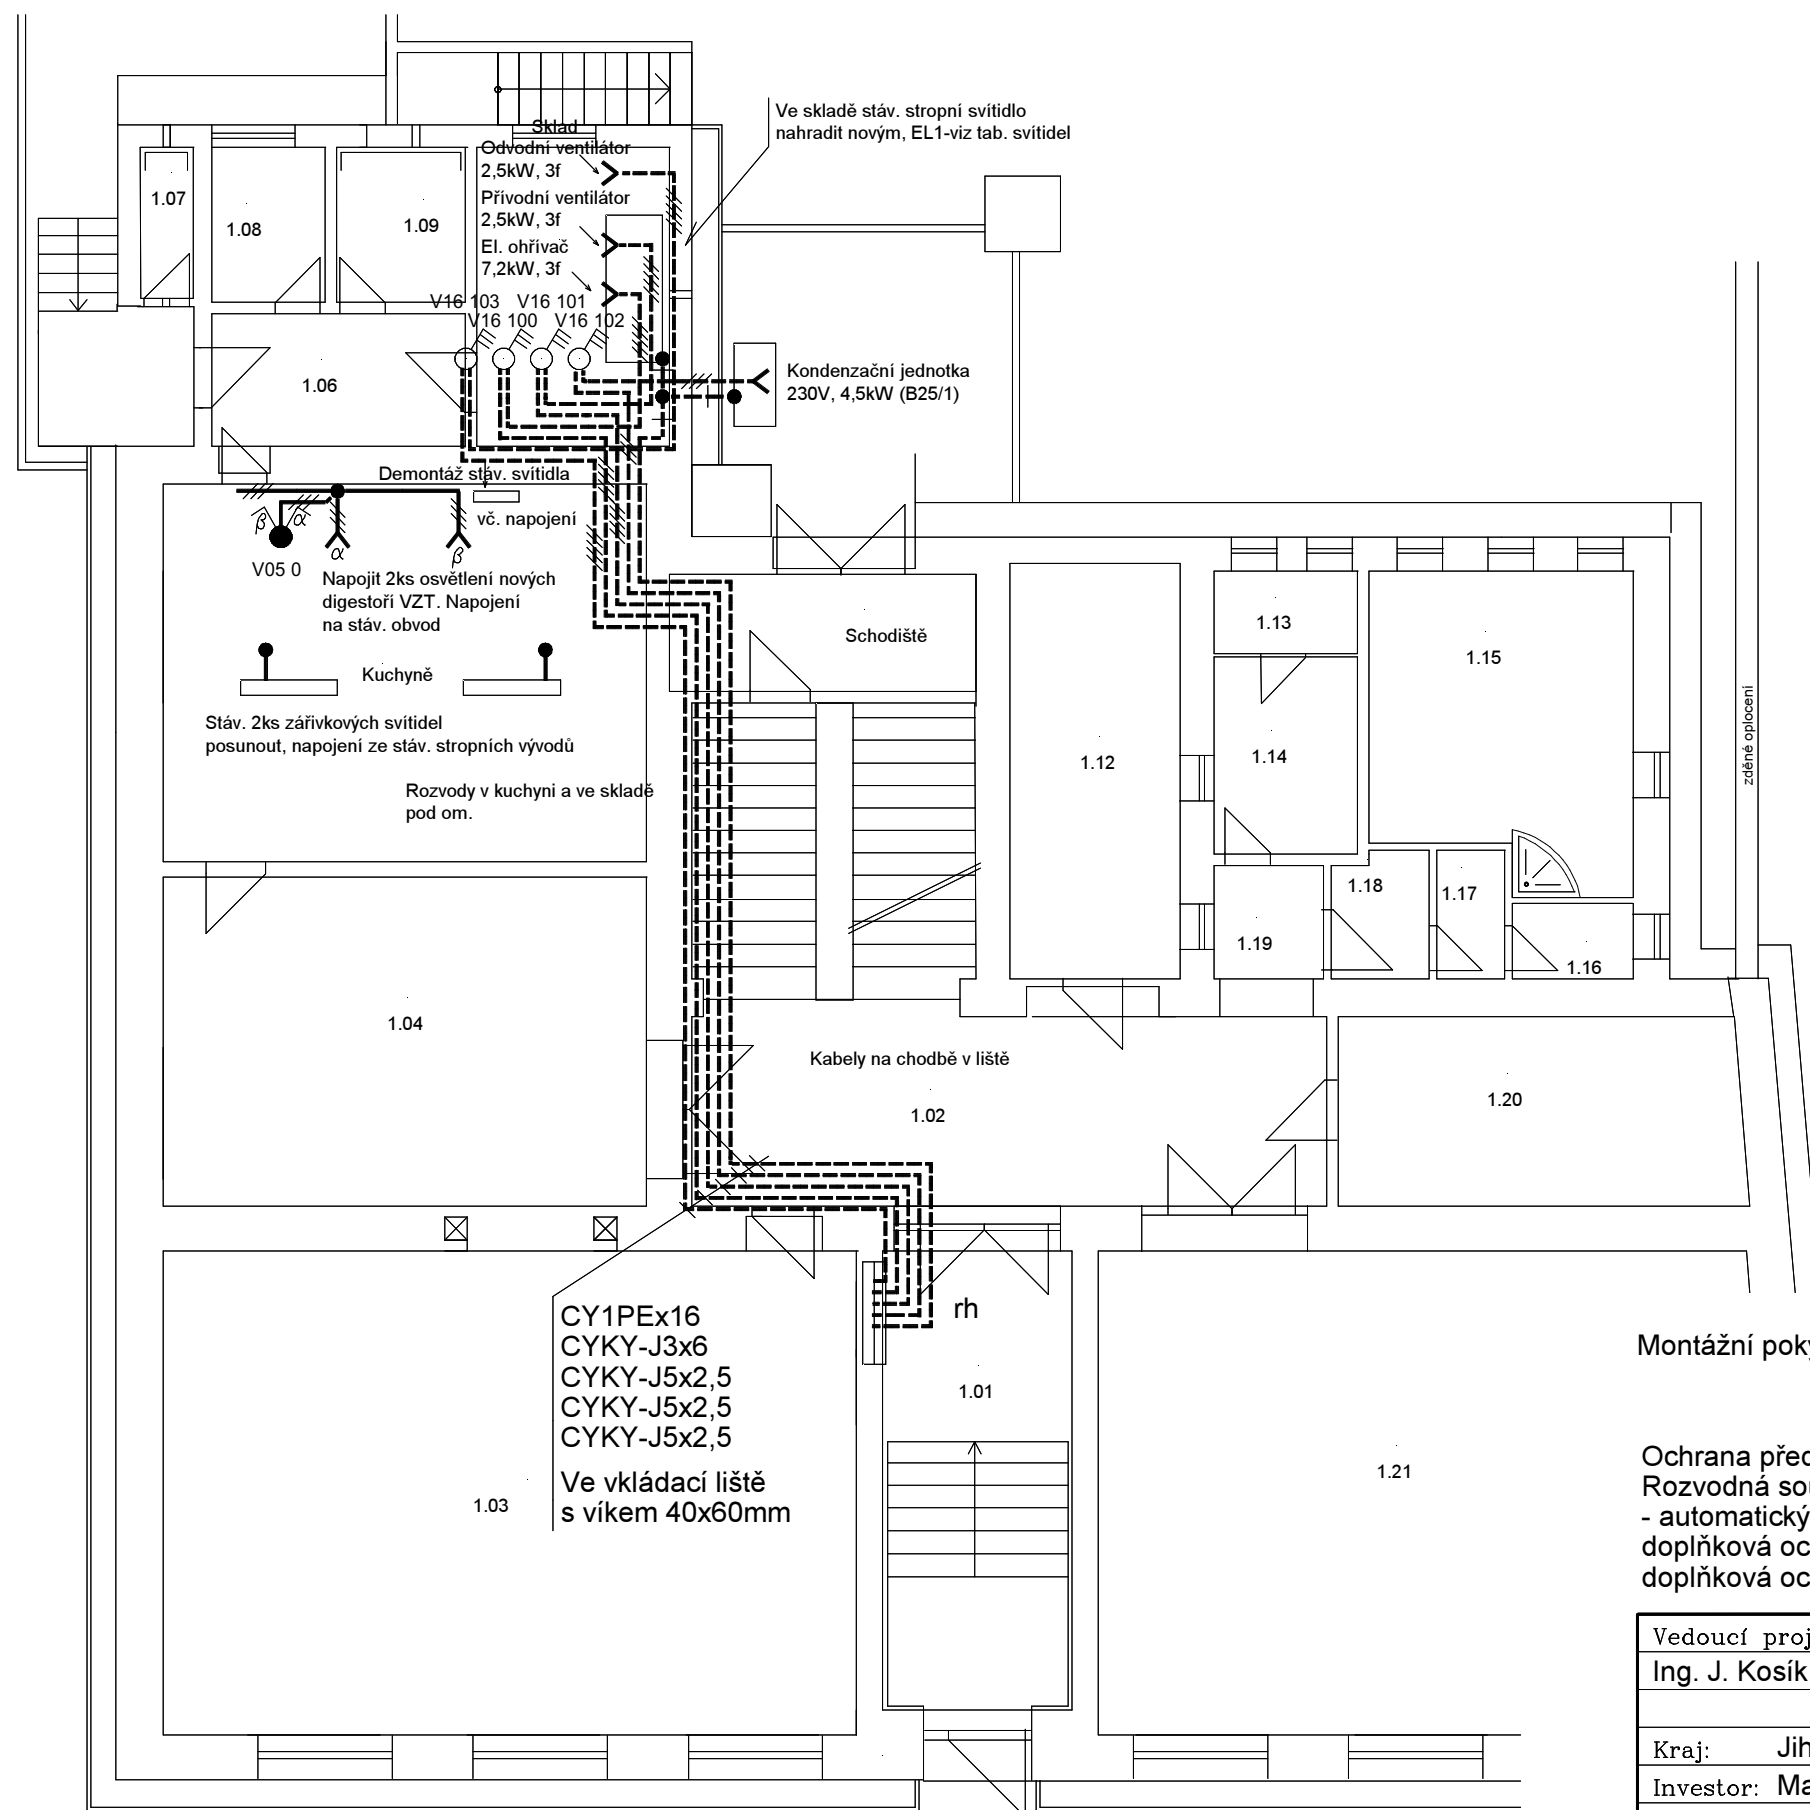 Ve skladě stáv. stropní svítidlo
nahradit novým, EL1-viz tab. svítidel
Sklad
Odvodní ventilátor
2,5kW, 3f
Přívodní ventilátor
2,5kW, 3f
El. ohřívač
7,2kW, 3f
1.07
1.08
1.09
V16 103
V16 101
V16 100
V16 102
1.06
Kondenzační jednotka
230V, 4,5kW (B25/1)
Demontáž stáv. svítidla
vč. napojení
β
α
α
β
V05 0
Napojit 2ks osvětlení nových
digestoří VZT. Napojení
na stáv. obvod
Kuchyně
Stáv. 2ks zářivkových svítidel
posunout, napojení ze stáv. stropních vývodů
Rozvody v kuchyni a ve skladě
pod om.
Schodiště
1.12
1.13
1.14
1.15
1.18
1.17
1.19
1.16
zděné oplocení
1.04
Kabely na chodbě v liště
1.02
1.20
rh
1.01
CY1PEx16
CYKY-J3x6
CYKY-J5x2,5
CYKY-J5x2,5
CYKY-J5x2,5
Ve vkládací liště
s víkem 40x60mm
1.03
1.21
Montážní
Ochrana
Rozvodná
-
doplňková
doplňková
Vedoucí
Ing. J. Kosík
Kraj:
Investor: